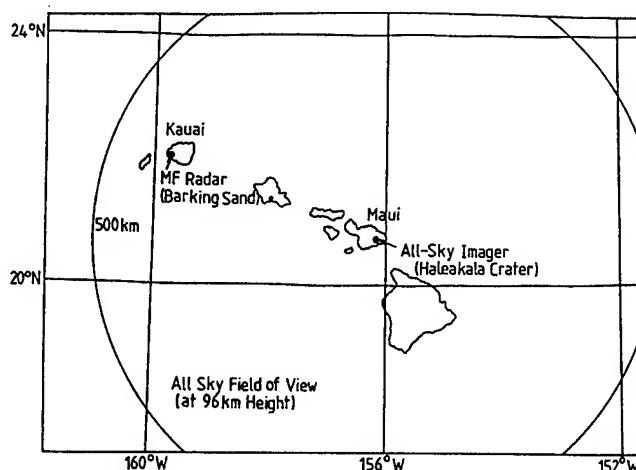 24°N
Kauai
MF Radar
(Barking Sand)
Maui
500km
All-Sky Imager
(Haleakala Crater)
20°N
All Sky Field of View
(at 96km Height)
160°W
156°W
152°W